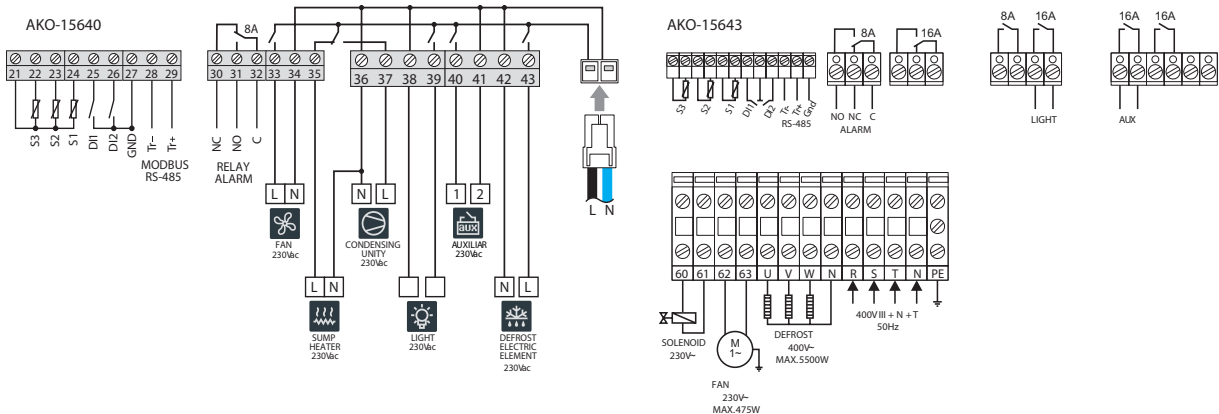 AKO-15640
8A
21 22 23 24 25 26 27 28 29
30 31 32 33 34 35
36 37 38 39 40 41 42 43
S3
S2
S1
DI1
DI2
GND
Tr–
Tr+
MODBUS
RS-485
NC
NO
C
RELAY
ALARM
L N
FAN
230Vac
N L
CONDENSING
UNITY
230Vac
1 2
aux
AUXILIAR
230Vac
L N
SUMP
HEATER
230Vac
LIGHT
230Vac
N L
DEFROST
ELECTRIC
ELEMENT
230Vac
L N
AKO-15643
S3
S2
S1
DI1
DI2
Tr-
Tr+
Gnd
RS-485
8A
NO NC C
ALARM
16A
8A 16A
LIGHT
16A 16A
AUX
60 61 62 63 U V W N R S T N PE
SOLENOID
230V~
M
1~
FAN
230V~
MAX.475W
DEFROST
400V~
MAX.5500W
400V III + N + T
50Hz